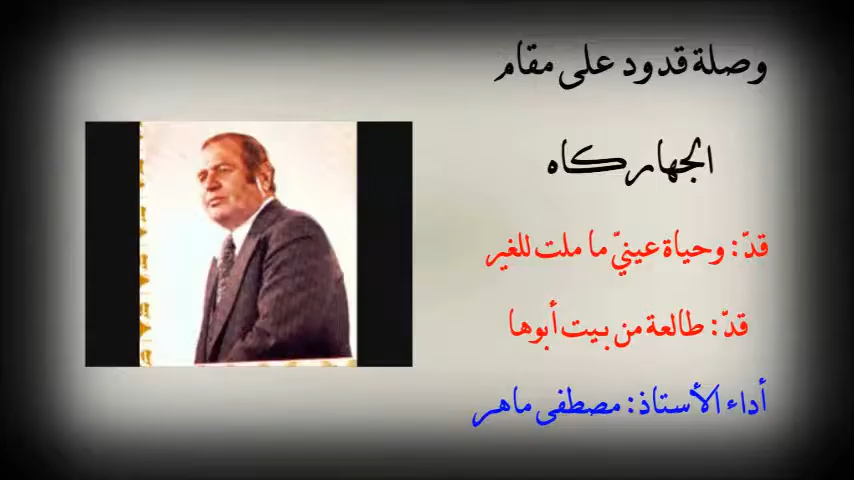 وصلة قدود على مقام
الجهاركاه
قدّ: وحياة عينيّ ما ملت للغير
قدّ: طالعة من بيت أبوها
أداء الأستاذ: مصطفى ماهر